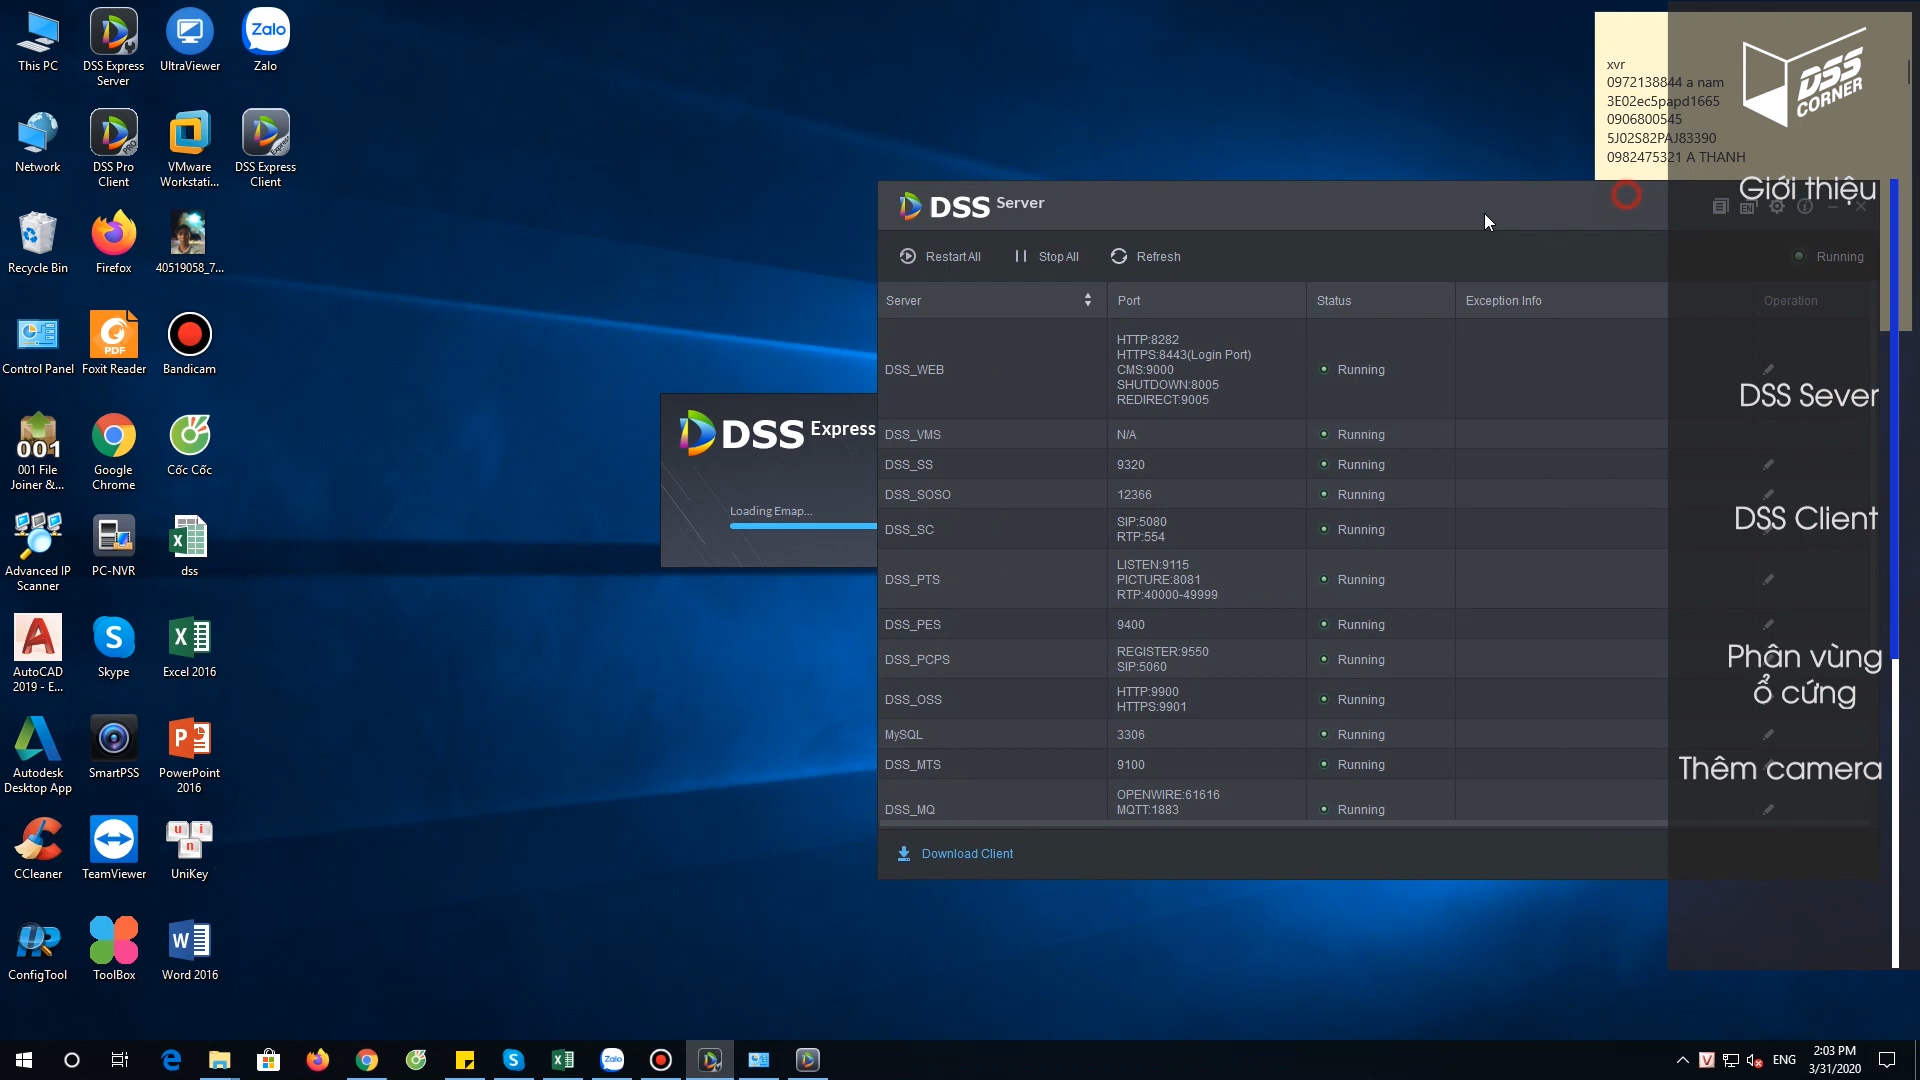 This PC
DSS Express
Server
UltraViewer
Zalo
Zalo
Network
DSS Pro
Client
PRO
VMware
Workstati...
DSS Express
Client
Express
Recycle Bin
Firefox
40519058_7...
Control Panel
PDF
Foxit Reader
Bandicam
001
001 File
Joiner &...
Google
Chrome
Cốc Cốc
Advanced IP
Scanner
PC-NVR
dss
AutoCAD
2019 - E...
Skype
Excel 2016
Autodesk
Desktop App
SmartPSS
PowerPoint
2016
CCleaner
TeamViewer
u i
n
UniKey
ConfigTool
ToolBox
Word 2016
DSS Express
Loading Emap...
xvr
0972138844 a nam
3E02ec5papd1665
0906800545
5J02S82PAJ83390
0982475321 A THANH
DSS
CORNER
DSS Server
EN
Restart All
Stop All
Refresh
Running
Server Port Status Exception Info Operation
DSS_WEB
HTTP:8282
HTTPS:8443(Login Port)
CMS:9000
SHUTDOWN:8005
REDIRECT:9005
Running
DSS_VMS N/A Running
DSS_SS 9320 Running
DSS_SOSO 12366 Running
DSS_SC
SIP:5080
RTP:554
Running
DSS_PTS
LISTEN:9115
PICTURE:8081
RTP:40000-49999
Running
DSS_PES 9400 Running
DSS_PCPS
REGISTER:9550
SIP:5060
Running
DSS_OSS
HTTP:9900
HTTPS:9901
Running
MySQL 3306 Running
DSS_MTS 9100 Running
DSS_MQ
OPENWIRE:61616
MQTT:1883
Running
Download Client
Giới thiệu
DSS Sever
DSS Client
Phân vùng
ổ cứng
Thêm camera
Zalo
V
ENG
2:03 PM
3/31/2020